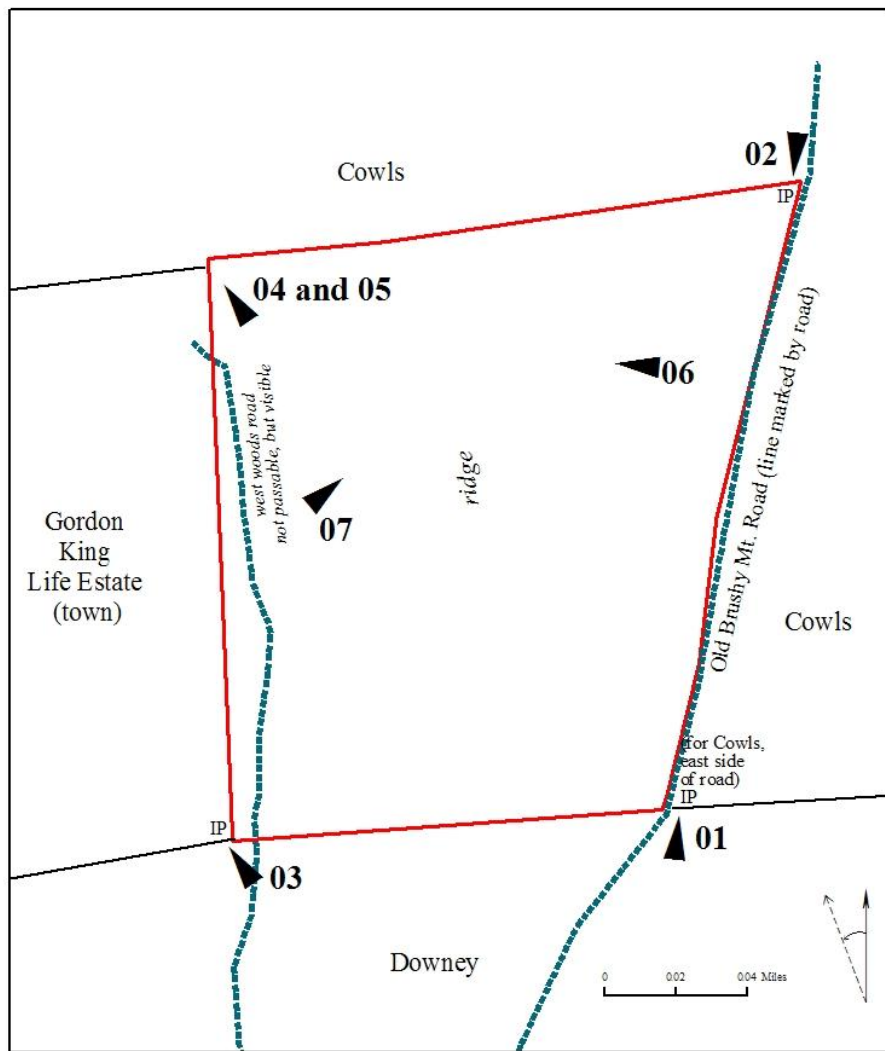 02
Cowls
IP
04 and 05
06
west woods road
not passable, but visible
ridge
Old Brushy Mt. Road (line marked by road)
07
Gordon
King
Life Estate
(town)
Cowls
(for Cowls,
east side
of road)
IP
IP
01
03
Downey
0 0.02 0.04 Miles